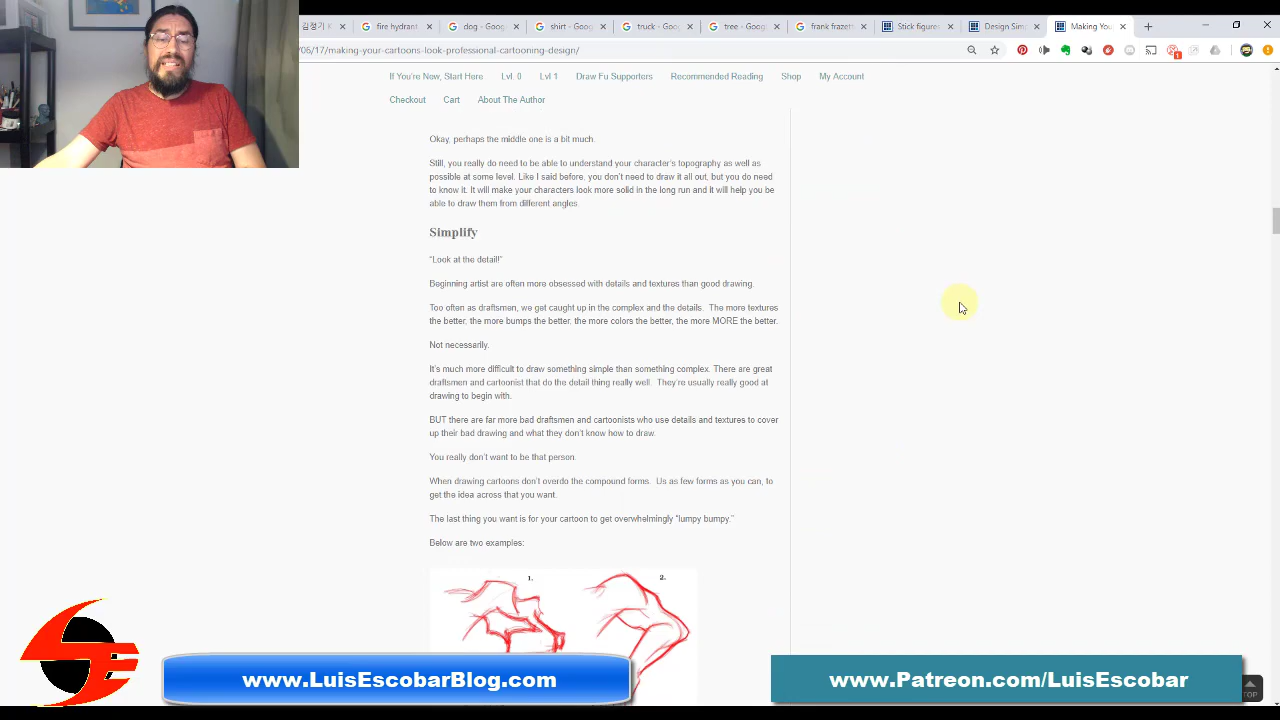 김정기
fire hydrant
dog - Goog
shirt - Goog
truck - Goog
tree - Goog
frank frazett
Stick figures
Design Simp
Making You
/06/17/making-your-cartoons-look-professional-cartooning-design/
1
If You're New, Start Here Lvl. 0 Lvl 1 Draw Fu Supporters Recommended Reading Shop My Account
Checkout Cart About The Author
Okay, perhaps the middle one is a bit much.
Still, you really do need to be able to understand your character's topography as well as
possible at some level. Like I said before, you don't need to draw it all out, but you do need
to know it. It will make your characters look more solid in the long run and it will help you be
able to draw them from different angles.
Simplify
"Look at the detail!"
Beginning artist are often more obsessed with details and textures than good drawing.
Too often as draftsmen, we get caught up in the complex and the details. The more textures
the better, the more bumps the better, the more colors the better, the more MORE the better.
Not necessarily.
It's much more difficult to draw something simple than something complex. There are great
draftsmen and cartoonist that do the detail thing really well. They're usually really good at
drawing to begin with.
BUT there are far more bad draftsmen and cartoonists who use details and textures to cover
up their bad drawing and what they don't know how to draw.
You really don't want to be that person.
When drawing cartoons don't overdo the compound forms. Us as few forms as you can, to
get the idea across that you want.
The last thing you want is for your cartoon to get overwhelmingly "lumpy bumpy."
Below are two examples:
1. 2.
www.LuisEscobarBlog.com
www.Patreon.com/LuisEscobar
TOP